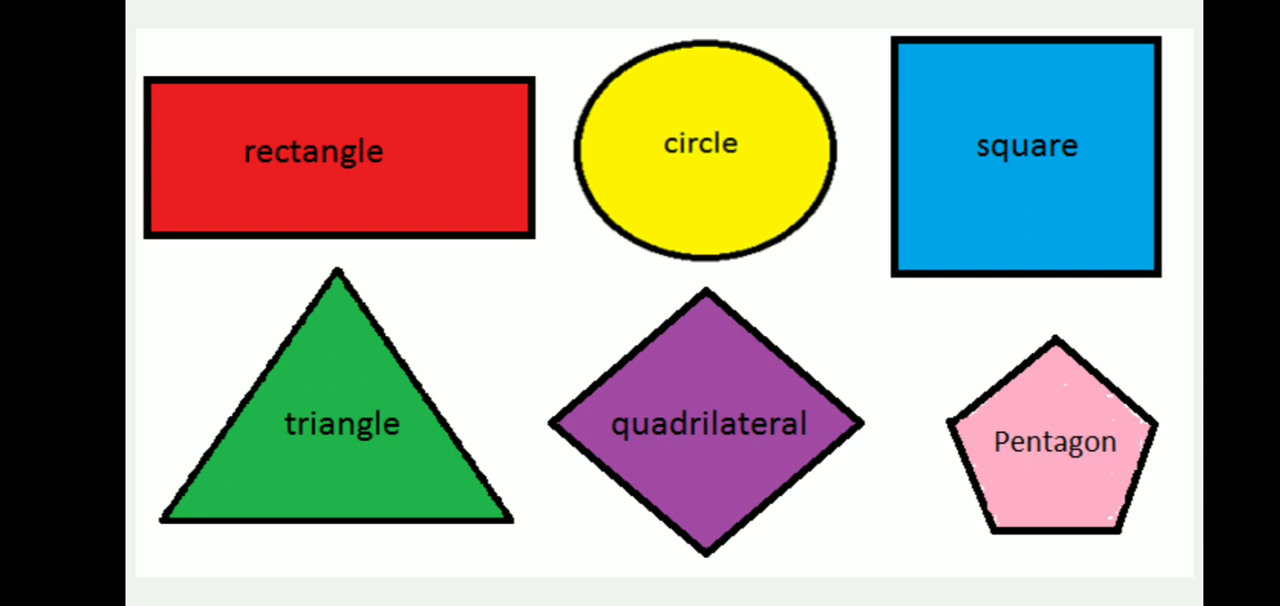 rectangle
circle
square
triangle
quadrilateral
Pentagon